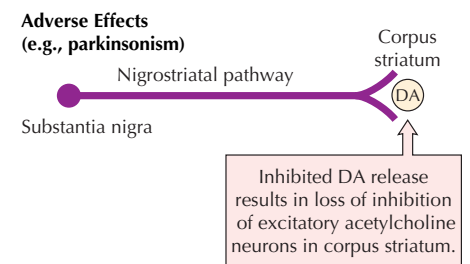 Adverse Effects
(e.g., parkinsonism)
Corpus
striatum
Nigrostriatal pathway
DA
Substantia nigra
Inhibited DA release
results in loss of inhibition
of excitatory acetylcholine
neurons in corpus striatum.